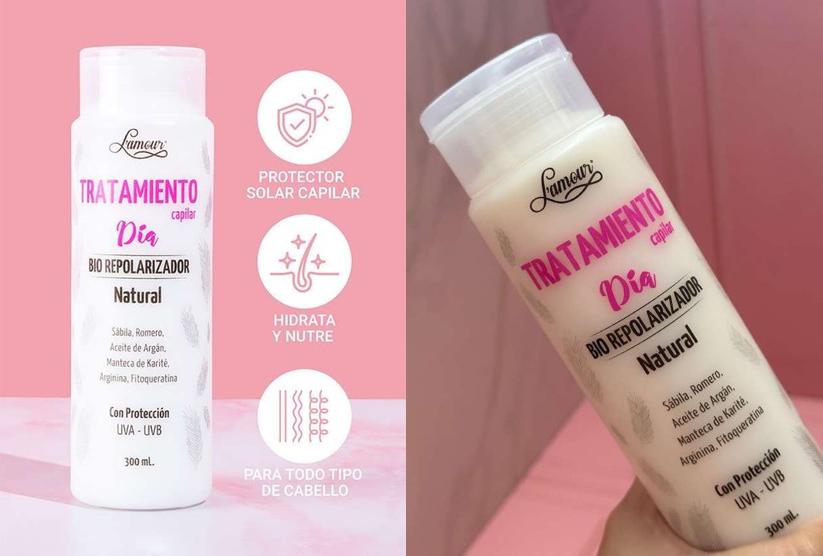 L'amour
TRATAMIENTO
capilar
Día
BIO REPOLARIZADOR
Natural
Sábila, Romero,
Aceite de Argán,
Manteca de Karité,
Arginina, Fitoqueratina
Con Protección
UVA - UVB
300 mL.
PROTECTOR
SOLAR CAPILAR
HIDRATA
Y NUTRE
PARA TODO TIPO
DE CABELLO
L'amour
TRATAMIENTO
capilar
Día
BIO REPOLARIZADOR
Natural
Sábila, Romero,
Aceite de Argán,
Manteca de Karité,
Arginina, Fitoqueratina
Con Protección
UVA - UVB
300 mL.